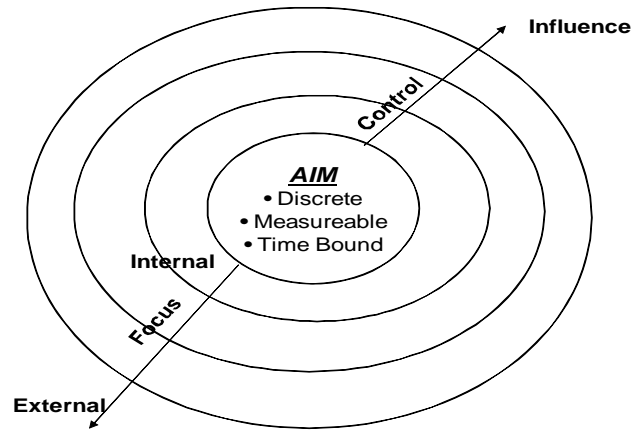 Influence
Control
AIM
• Discrete
• Measureable
• Time Bound
Internal
Focus
External